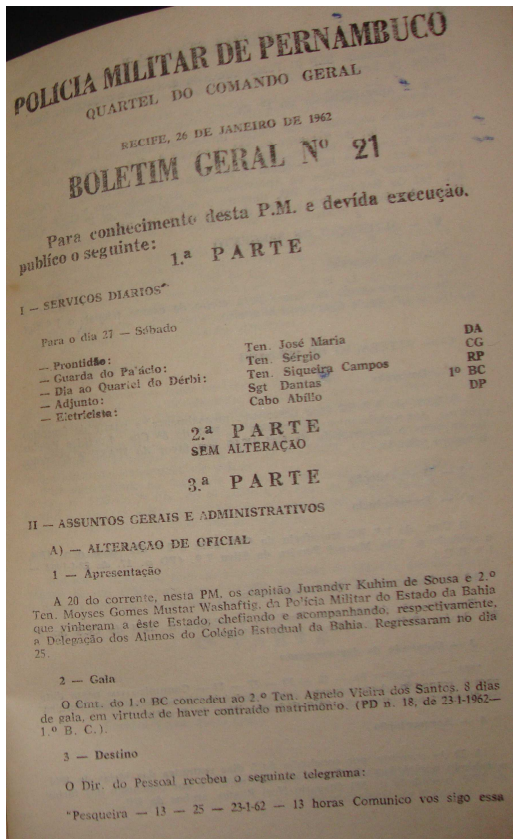 POLÍCIA MILITAR DE PERNAMBUCO
QUARTEL DO COMANDO GERAL
RECIFE, 26 DE JANEIRO DE 1962
BOLETIM GERAL Nº 21
Para conhecimento desta P.M. e devida execução,
publico o seguinte:
1.ª PARTE
I — SERVIÇOS DIARIOS
Para o dia 27 — Sábado
— Prontidão: Ten. José Maria DA
— Guarda do Pa'ácio: Ten. Sérgio CG
— Dia ao Quartel do Dérbi: Ten. Siqueira Campos RP
— Adjunto: Sgt Dantas 1º BC
— Eletricista: Cabo Abílio DP
2.ª PARTE
SEM ALTERAÇÃO
3.ª PARTE
II — ASSUNTOS GERAIS E ADMINISTRATIVOS
A) — ALTERAÇÃO DE OFICIAL
1 — Apresentação
A 20 do corrente, nesta PM, os capitão Jurandyr Kuhim de Sousa e 2.º
Ten. Moyses Gomes Mustar Washaftig, da Polícia Militar do Estado da Bahia
que vinheram a êste Estado, chefiando e acompanhando, respectivamente,
a Delegação dos Alunos do Colégio Estadual da Bahia. Regressaram no dia
25.
2 — Gala
O Cmt. do 1.º BC concedeu ao 2.º Ten. Agnelo Vieira dos Santos, 8 dias
de gala, em virtude de haver contraído matrimônio. (PD n. 18, de 23-1-1962—
1.º B. C.).
3 — Destino
O Dir. do Pessoal recebeu o seguinte telegrama:
"Pesqueira — 13 — 25 — 23-1-62 — 13 horas Comunico vos sigo essa